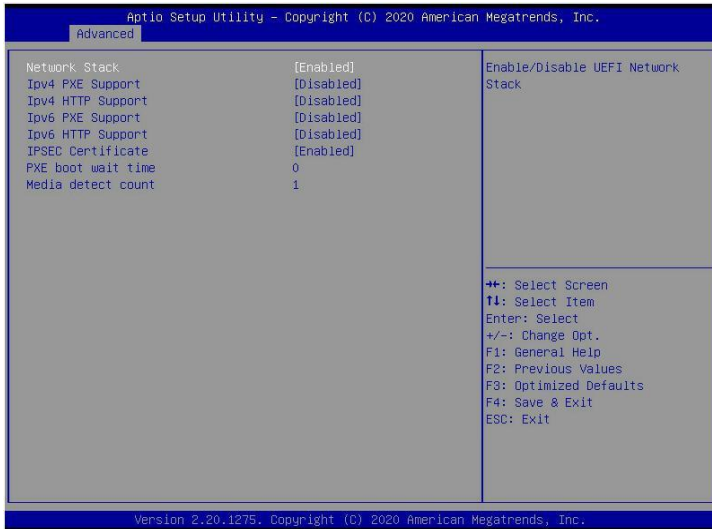 Aptio Setup Utility – Copyright (C) 2020 American Megatrends, Inc.
Advanced
Network Stack [Enabled]
Ipv4 PXE Support [Disabled]
Ipv4 HTTP Support [Disabled]
Ipv6 PXE Support [Disabled]
Ipv6 HTTP Support [Disabled]
IPSEC Certificate [Enabled]
PXE boot wait time 0
Media detect count 1
Enable/Disable UEFI Network
Stack
→←: Select Screen
↑↓: Select Item
Enter: Select
+/-: Change Opt.
F1: General Help
F2: Previous Values
F3: Optimized Defaults
F4: Save & Exit
ESC: Exit
Version 2.20.1275. Copyright (C) 2020 American Megatrends, Inc.